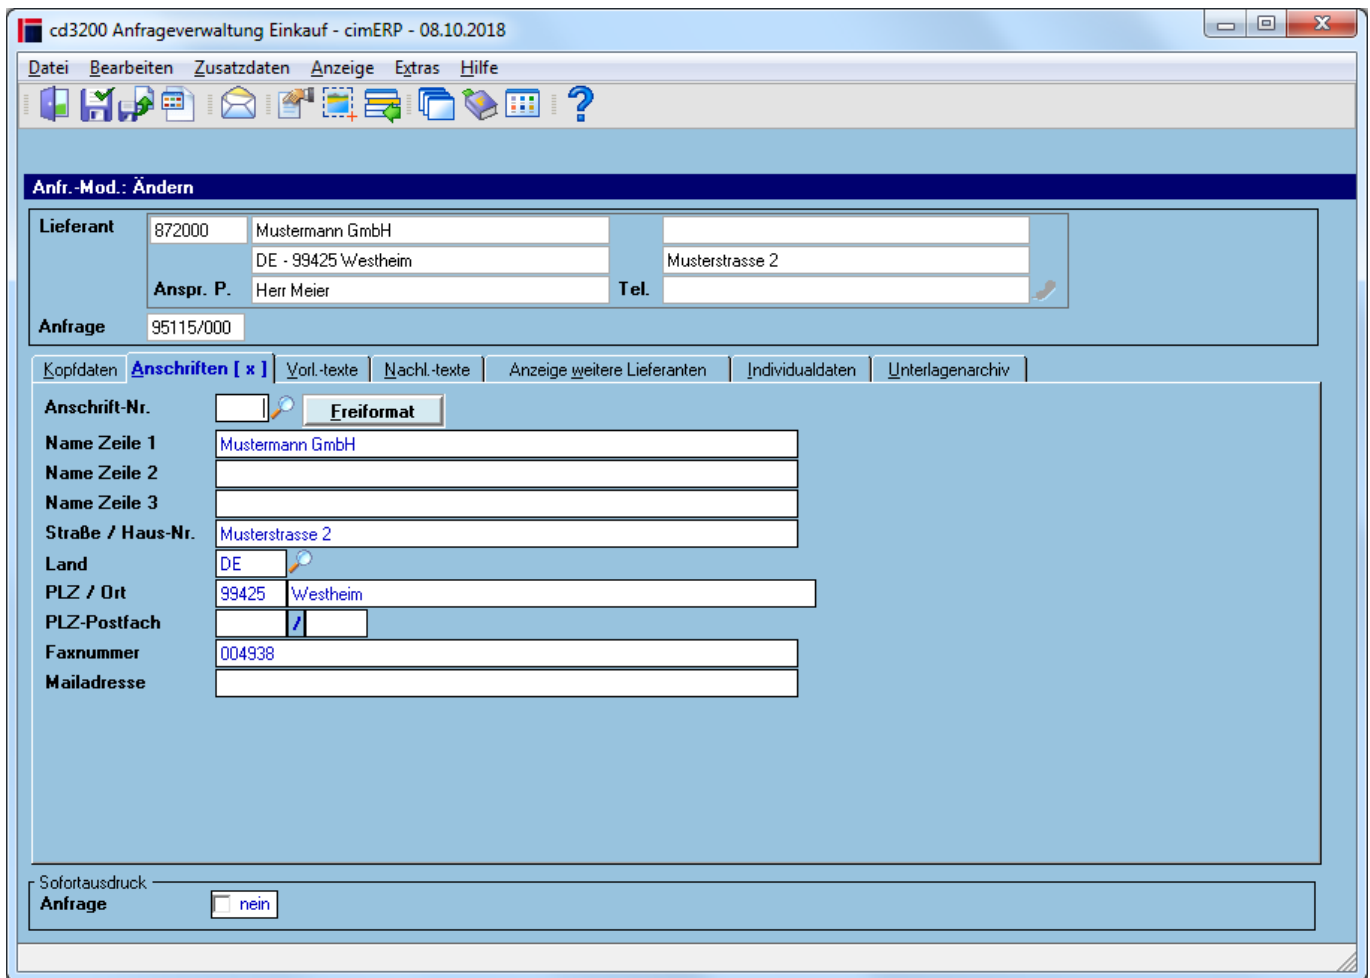 cd3200 Anfrageverwaltung Einkauf - cimERP - 08.10.2018
Datei Bearbeiten Zusatzdaten Anzeige Extras Hilfe
Anfr.-Mod.: Ändern
Lieferant 872000 Mustermann GmbH
DE - 99425 Westheim Musterstrasse 2
Anspr. P. Herr Meier Tel.
Anfrage 95115/000
Kopfdaten Anschriften [ x ] Vorl.-texte Nachl.-texte Anzeige weitere Lieferanten Individualdaten Unterlagenarchiv
Anschrift-Nr. Freiformat
Name Zeile 1 Mustermann GmbH
Name Zeile 2
Name Zeile 3
Straße / Haus-Nr. Musterstrasse 2
Land DE
PLZ / Ort 99425 Westheim
PLZ-Postfach /
Faxnummer 004938
Mailadresse
Sofortausdruck
Anfrage nein